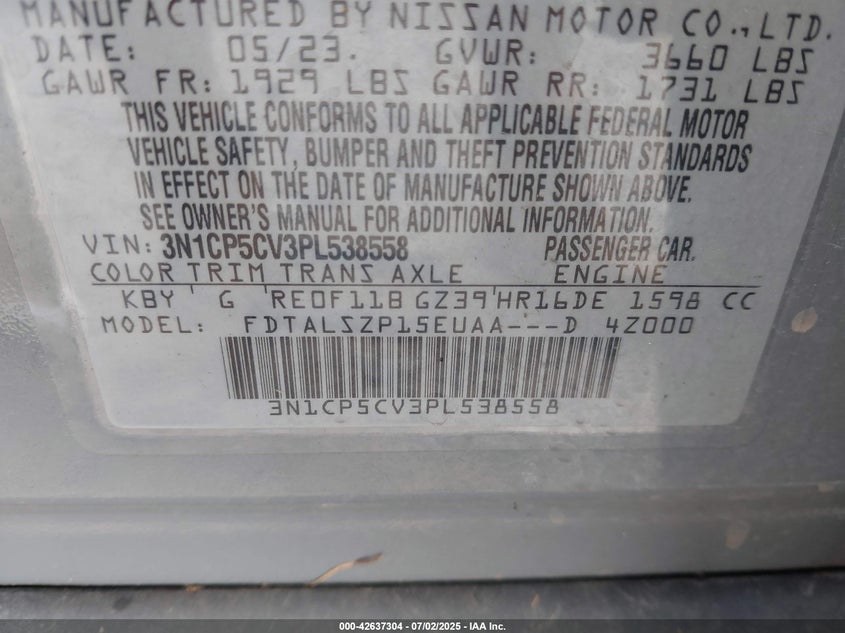 MANUFACTURED BY NISSAN MOTOR CO., LTD.
DATE: 05/23. GVWR: 3660 LBS
GAWR FR: 1929 LBS GAWR RR: 1731 LBS
THIS VEHICLE CONFORMS TO ALL APPLICABLE FEDERAL MOTOR
VEHICLE SAFETY, BUMPER AND THEFT PREVENTION STANDARDS
IN EFFECT ON THE DATE OF MANUFACTURE SHOWN ABOVE.
SEE OWNER'S MANUAL FOR ADDITIONAL INFORMATION.
VIN: 3N1CP5CV3PL538558 PASSENGER CAR.
COLOR TRIM TRANS AXLE ENGINE
KBY G RE0F11B GZ39 HR16DE 1598 CC
MODEL: FDTALSZP15EUAA---D 4Z000
3N1CP5CV3PL538558
000-42637304 | 07/02/2025 - IAA Inc.